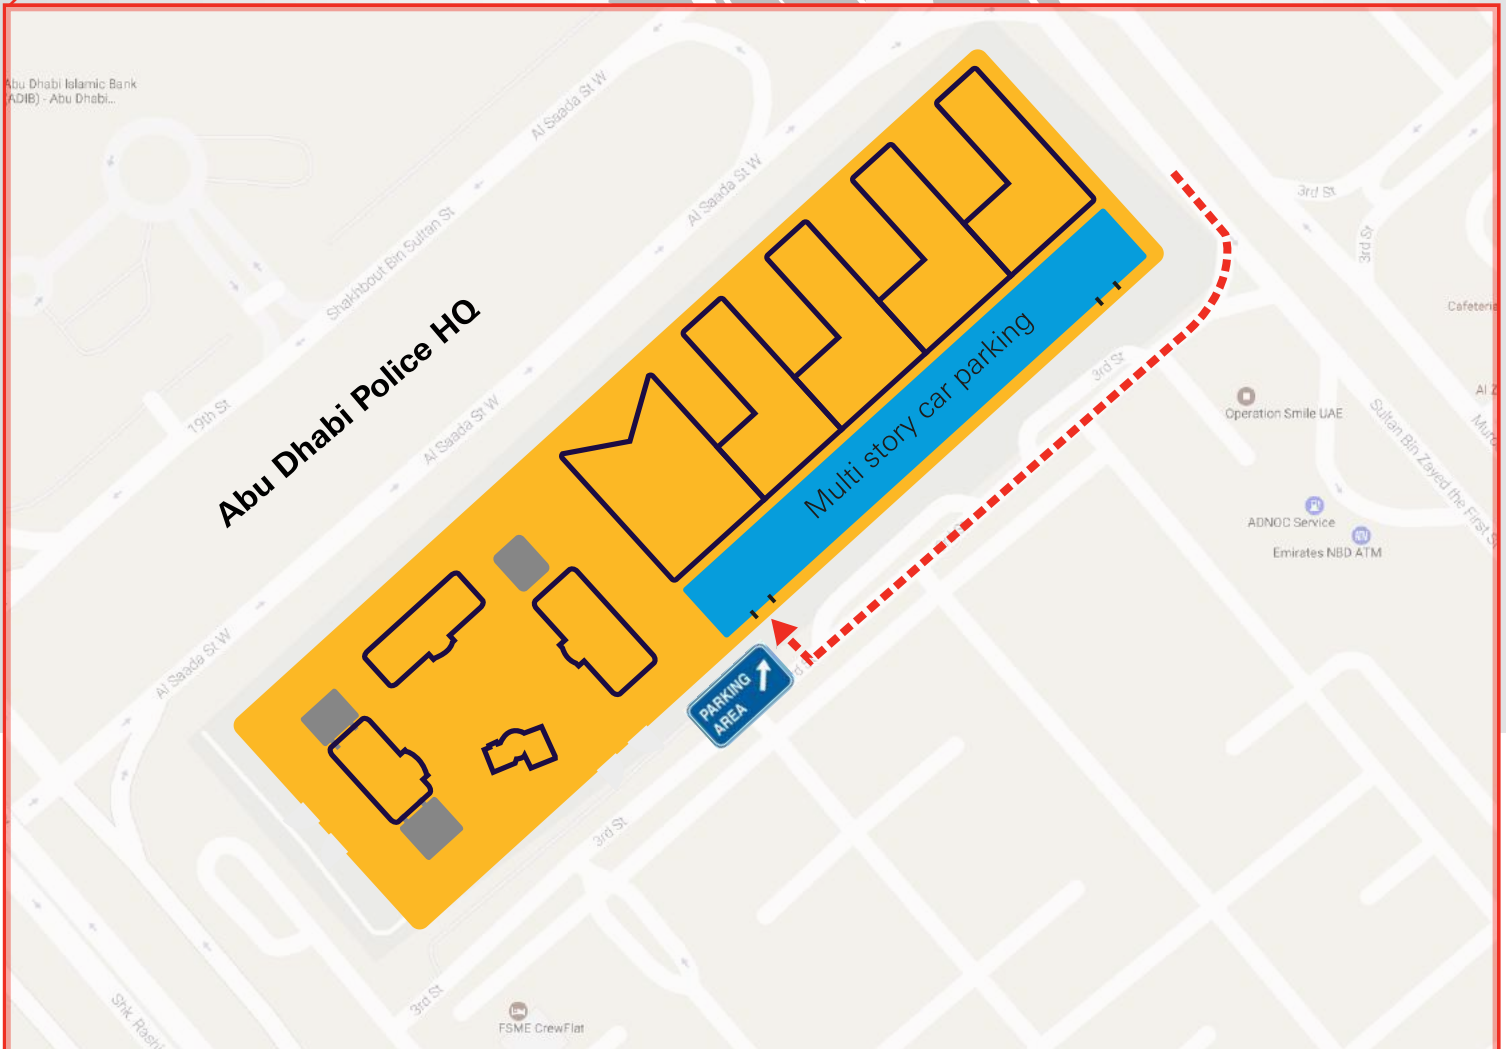 Abu Dhabi Islamic Bank
(ADIB) - Abu Dhabi...
Al Saada St W
Al Saada St W
Shakhbout Bin Sultan St
3rd St
3rd St
Cafeteria
19th St
Abu Dhabi Police HQ
Al Saada St W
Multi story car parking
3rd St
Operation Smile UAE
Al Z
Sultan Bin Zayed the First S
ADNOC Service
Emirates NBD ATM
Al Saada St W
PARKING
AREA
3rd St
3rd St
FSME CrewFlat
Shk. Rashi